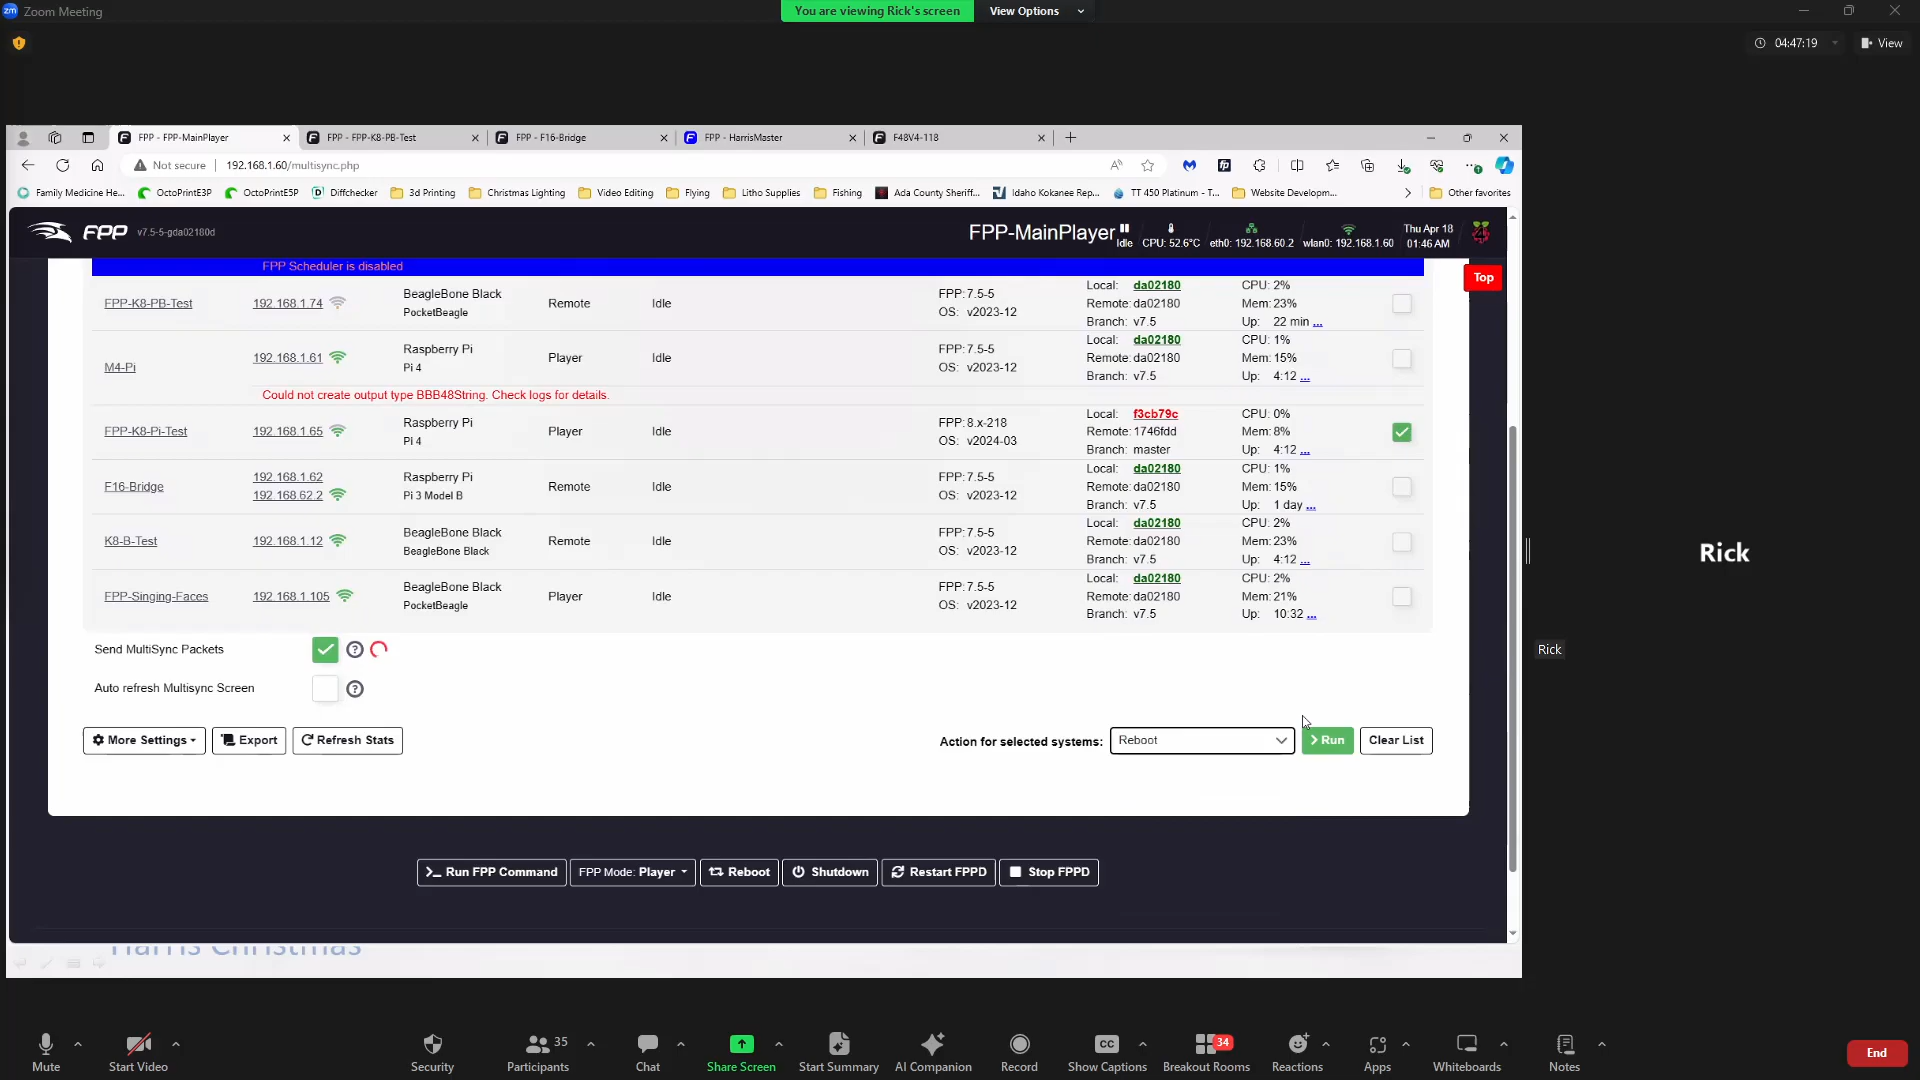 Zoom Meeting
You are viewing Rick's screen
View Options
04:47:19
View
FPP - FPP-MainPlayer
FPP - FPP-K8-PB-Test
FPP - F16-Bridge
FPP - HarrisMaster
F48V4-118
Not secure
192.168.1.60/multisync.php
Family Medicine He...
OctoPrintE3P
OctoPrintE5P
Diffchecker
3d Printing
Christmas Lighting
Video Editing
Flying
Litho Supplies
Fishing
Ada County Sheriff...
Idaho Kokanee Rep...
TT 450 Platinum - T...
Website Developm...
Other favorites
FPP v7.5-5-gda02180d
FPP-MainPlayer
Idle
CPU: 52.6°C
eth0: 192.168.60.2
wlan0: 192.168.1.60
Thu Apr 18
01:46 AM
FPP Scheduler is disabled
Top
FPP-K8-PB-Test
192.168.1.74
BeagleBone Black
PocketBeagle
Remote
Idle
FPP: 7.5-5
OS: v2023-12
Local: da02180
Remote: da02180
Branch: v7.5
CPU: 2%
Mem: 23%
Up: 22 min ...
M4-Pi
192.168.1.61
Raspberry Pi
Pi 4
Player
Idle
FPP: 7.5-5
OS: v2023-12
Local: da02180
Remote: da02180
Branch: v7.5
CPU: 1%
Mem: 15%
Up: 4:12 ...
Could not create output type BBB48String. Check logs for details.
FPP-K8-Pi-Test
192.168.1.65
Raspberry Pi
Pi 4
Player
Idle
FPP: 8.x-218
OS: v2024-03
Local: f3cb79c
Remote: 1746fdd
Branch: master
CPU: 0%
Mem: 8%
Up: 4:12 ...
F16-Bridge
192.168.1.62
192.168.62.2
Raspberry Pi
Pi 3 Model B
Remote
Idle
FPP: 7.5-5
OS: v2023-12
Local: da02180
Remote: da02180
Branch: v7.5
CPU: 1%
Mem: 15%
Up: 1 day ...
K8-B-Test
192.168.1.12
BeagleBone Black
BeagleBone Black
Remote
Idle
FPP: 7.5-5
OS: v2023-12
Local: da02180
Remote: da02180
Branch: v7.5
CPU: 2%
Mem: 23%
Up: 4:12 ...
FPP-Singing-Faces
192.168.1.105
BeagleBone Black
PocketBeagle
Player
Idle
FPP: 7.5-5
OS: v2023-12
Local: da02180
Remote: da02180
Branch: v7.5
CPU: 2%
Mem: 21%
Up: 10:32 ...
Send MultiSync Packets
Auto refresh Multisync Screen
More Settings
Export
Refresh Stats
Action for selected systems:
Reboot
Run
Clear List
Run FPP Command
FPP Mode: Player
Reboot
Shutdown
Restart FPPD
Stop FPPD
Harris Christmas
Rick
Rick
Mute
Start Video
Security
35
Participants
Chat
Share Screen
Start Summary
AI Companion
Record
CC
Show Captions
34
Breakout Rooms
Reactions
Apps
Whiteboards
Notes
End